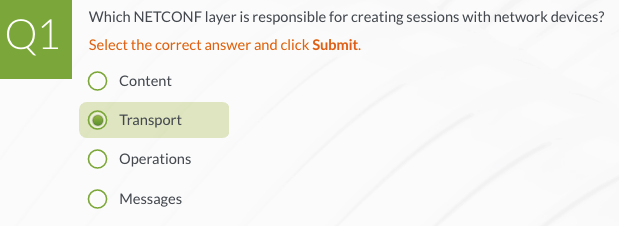 Q1
Which NETCONF layer is responsible for creating sessions with network devices?
Select the correct answer and click Submit.
Content
Transport
Operations
Messages